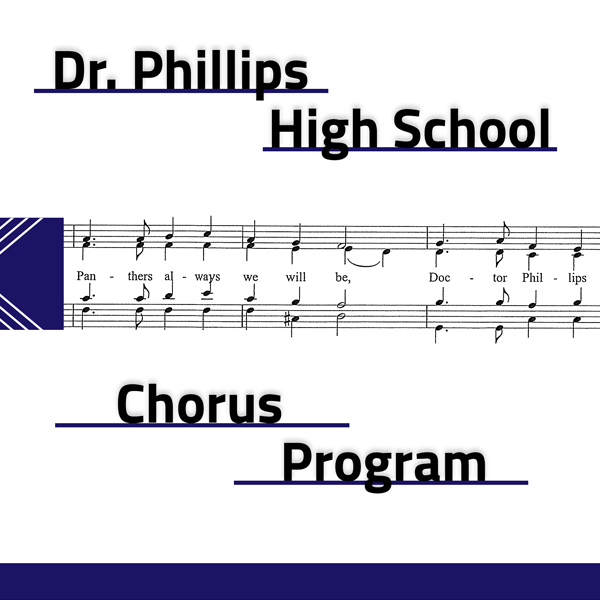 Dr. Phillips
High School
Pan - thers al - ways we will be, Doc - tor Phil - lips
Chorus
Program